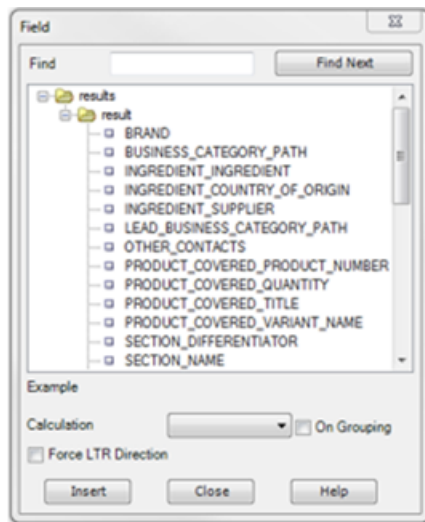 Field
Find
Find Next
results
result
BRAND
BUSINESS_CATEGORY_PATH
INGREDIENT_INGREDIENT
INGREDIENT_COUNTRY_OF_ORIGIN
INGREDIENT_SUPPLIER
LEAD_BUSINESS_CATEGORY_PATH
OTHER_CONTACTS
PRODUCT_COVERED_PRODUCT_NUMBER
PRODUCT_COVERED_QUANTITY
PRODUCT_COVERED_TITLE
PRODUCT_COVERED_VARIANT_NAME
SECTION_DIFFERENTIATOR
SECTION_NAME
Example
Calculation On Grouping
Force LTR Direction
Insert Close Help